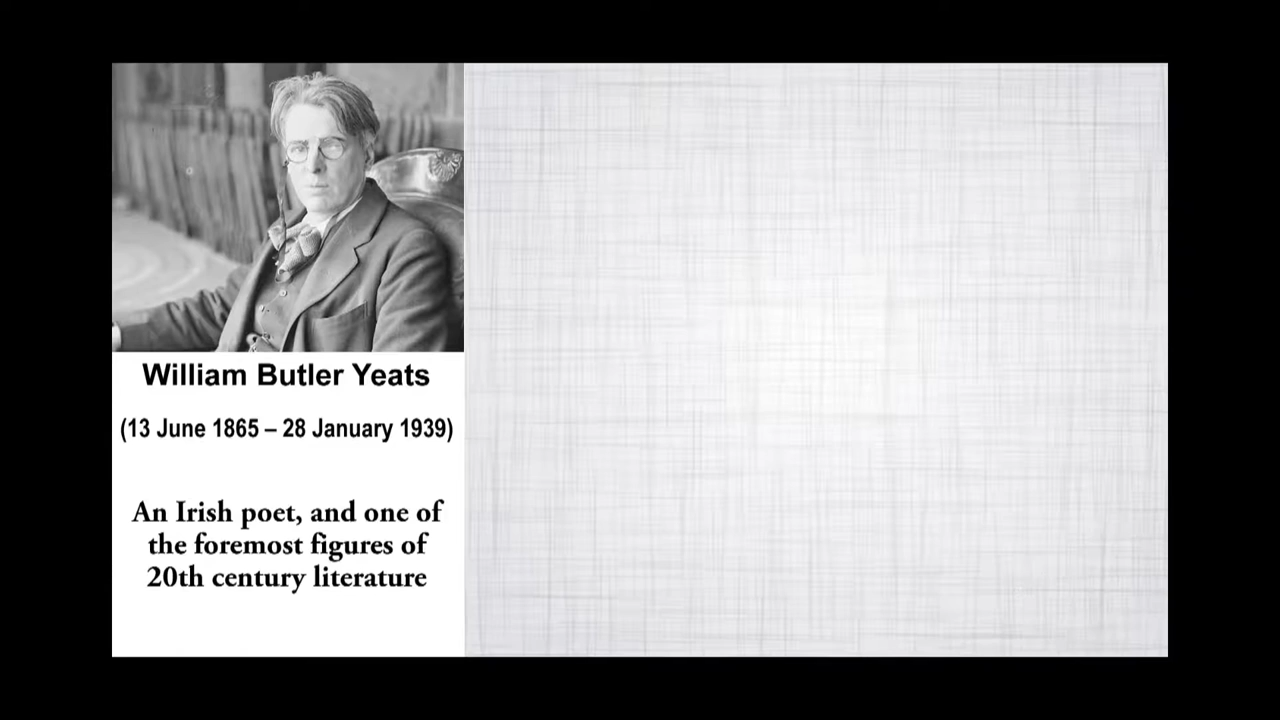 William Butler Yeats
(13 June 1865 – 28 January 1939)
An Irish poet, and one of
the foremost figures of
20th century literature